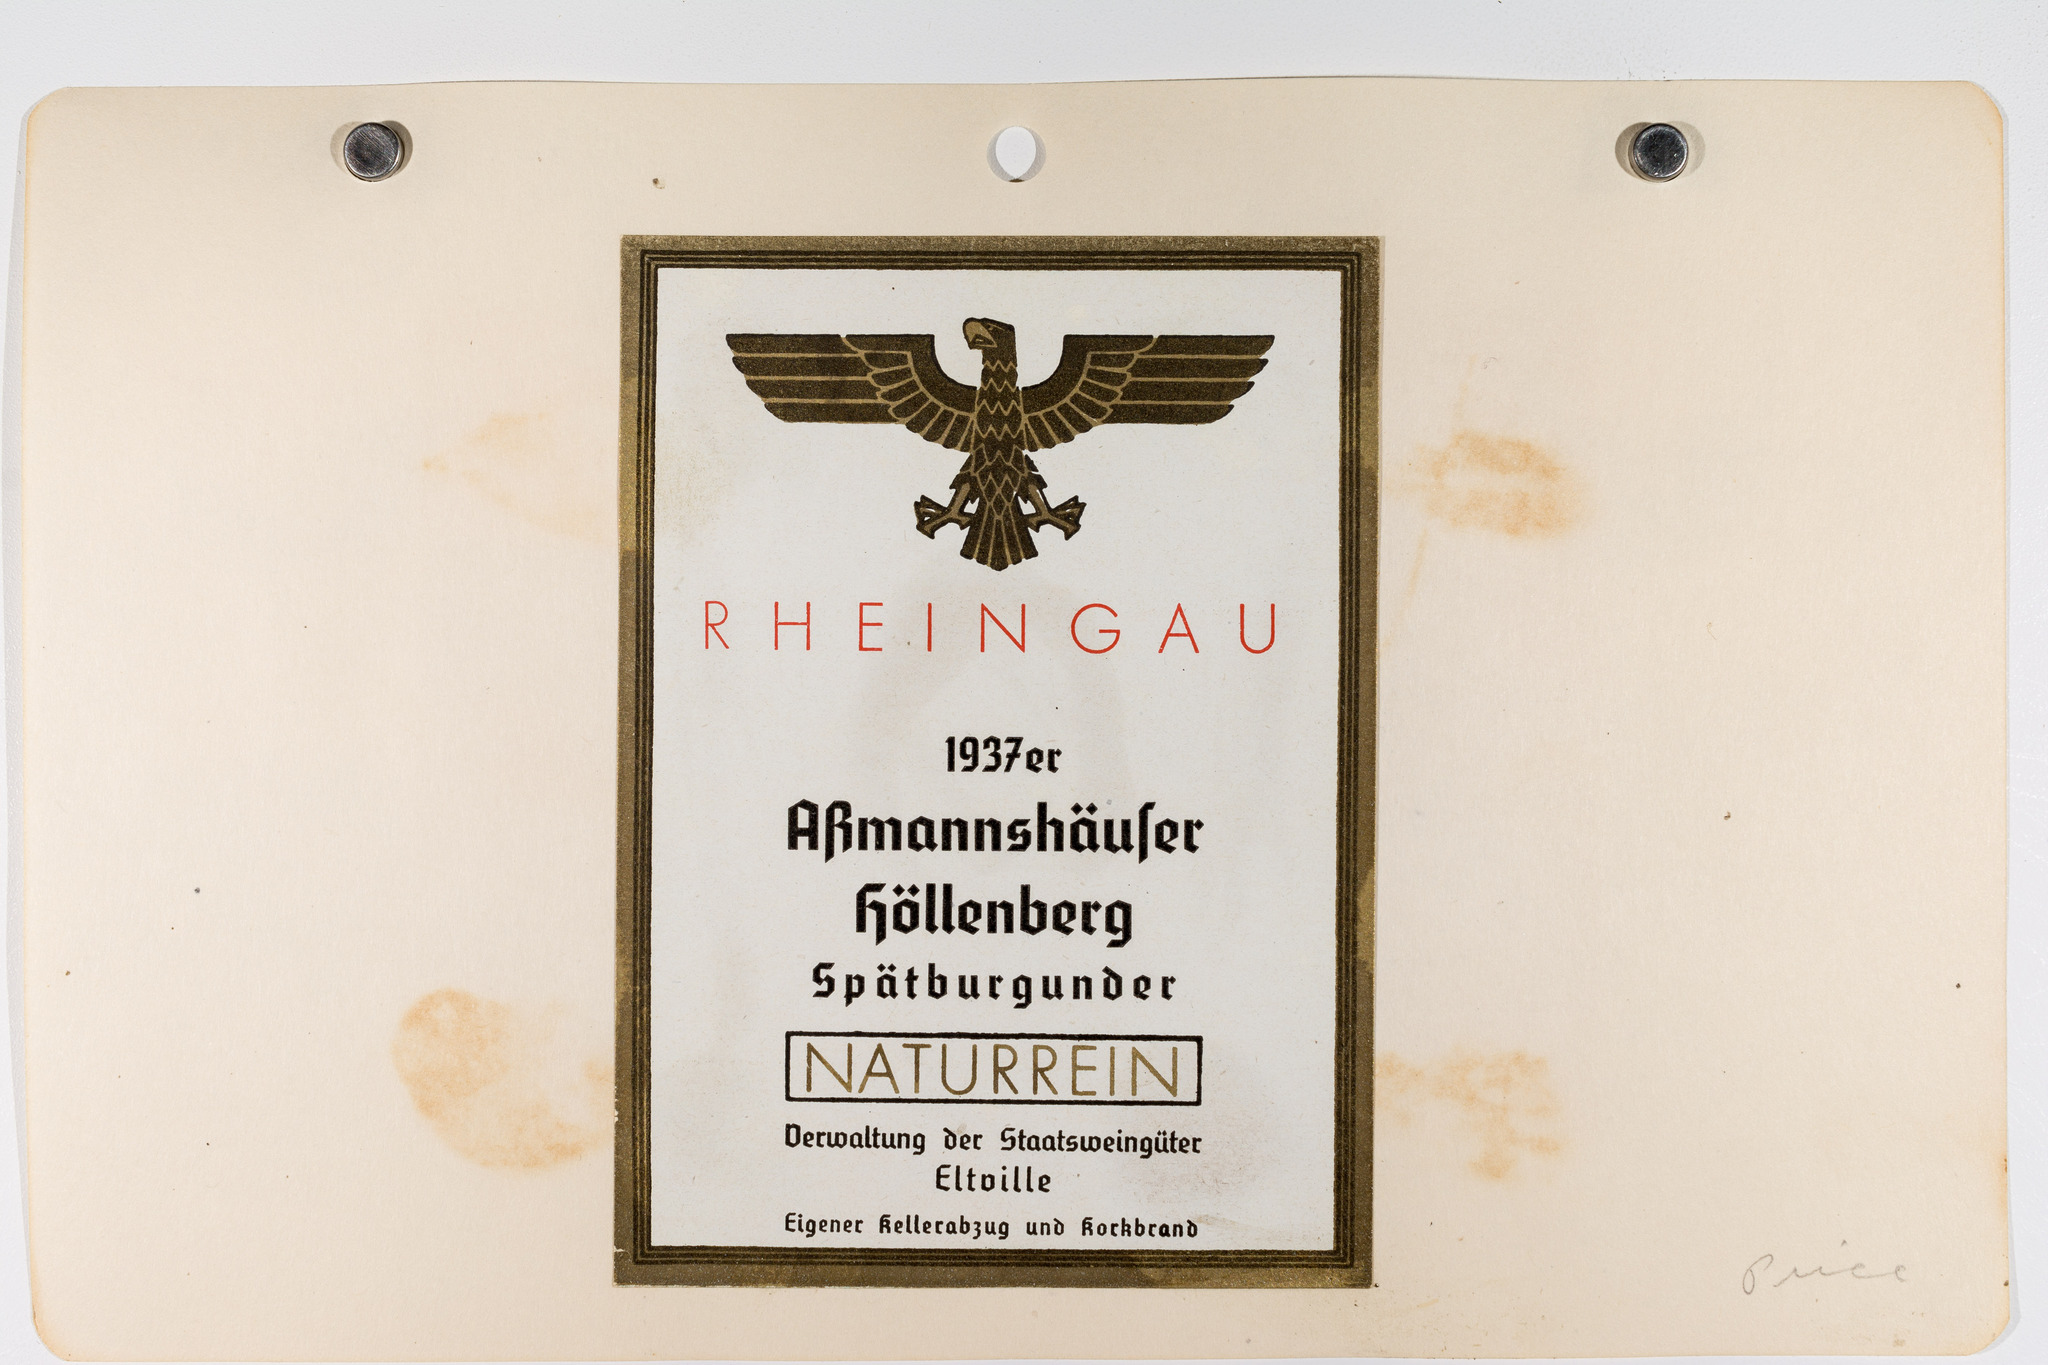 RHEINGAU
1937er
Aßmannshäuſer
Höllenberg
Spätburgunder
NATURREIN
Verwaltung der Staatsweingüter
Eltville
Eigener Kellerabzug und Korkbrand
Price